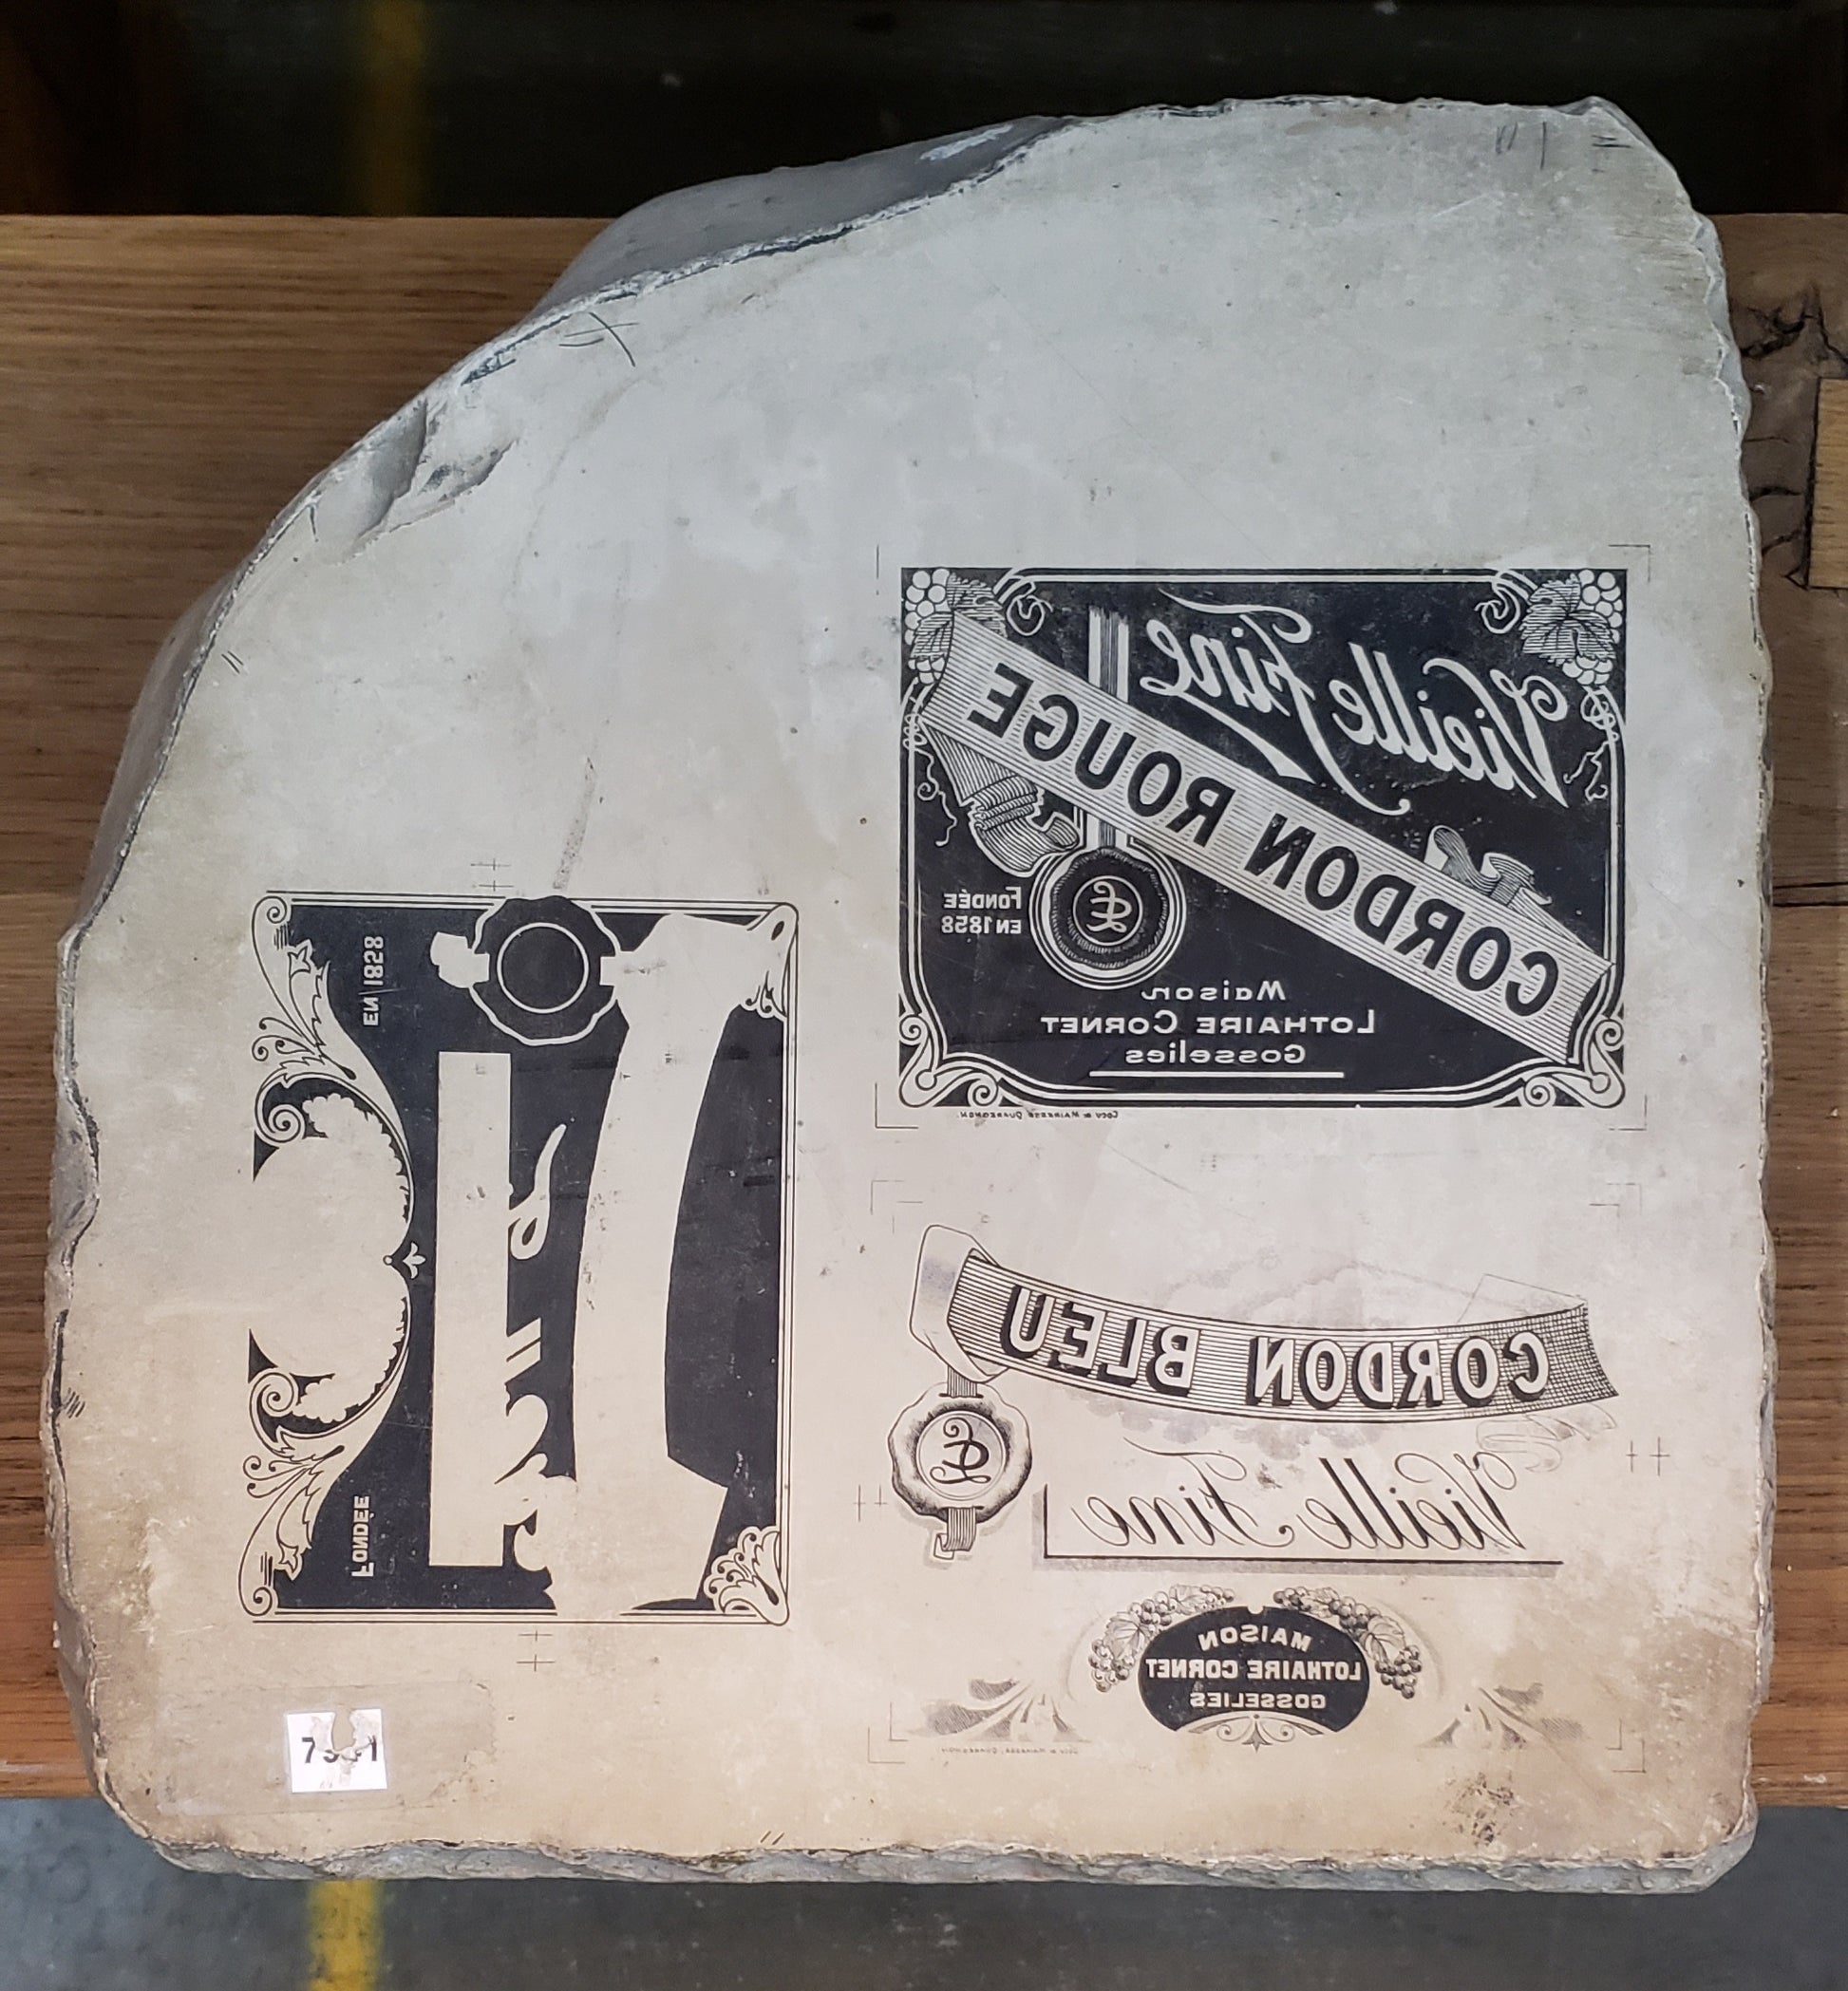 Vieille Fine
CORDON ROUGE
FONDÉE
EN 1858
Maison
LOTHAIRE CORNET
Gosselies
CORDON BLEU
Vieille Fine
MAISON
LOTHAIRE CORNET
GOSSELIES
FONDÉE
EN 1858